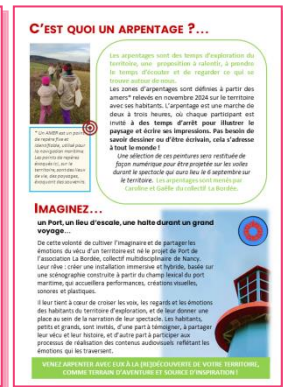 C'EST QUOI UN ARPENTAGE ?...
Les arpentages sont des temps d'exploration du
territoire, une proposition à ralentir, à prendre
le temps d'écouter et de regarder ce qui se
trouve autour de nous.
Les zones d'arpentages sont définies à partir des
amers* relevés en novembre 2024 sur le territoire
avec ses habitants. L'arpentage est une marche de
deux à trois heures, où chaque participant est
invité à des temps d'arrêt pour illustrer le
paysage et écrire ses impressions. Pas besoin de
savoir dessiner ou d'être écrivain, cela s'adresse
à tout le monde !
Une sélection de ces peintures sera restituée de
façon numérique pour être projetée sur les voiles
durant le spectacle qui aura lieu le 6 septembre sur
le territoire. Les arpentages sont menés par
Caroline et Gaëlle du collectif La Bordée.
* Un AMER est un point
de repère fixe et
identifiable, utilisé pour
la navigation maritime.
Les points de repères
évoqués ici, sur le
territoire, sont des lieux
de vie, des paysages,
évoquant des souvenirs.
IMAGINEZ...
un Port, un lieu d'escale, une halte durant un grand
voyage...
De cette volonté de cultiver l'imaginaire et de partager les
émotions du vécu d'un territoire est né le projet de Port de
l'association La Bordée, collectif multidisciplinaire de Nancy.
Leur rêve : créer une installation immersive et hybride, basée sur
une scénographie construite à partir du champ lexical du port
maritime, qui accueillera performances, créations visuelles,
sonores et plastiques.
Il leur tient à cœur de croiser les voix, les regards et les émotions
des habitants du territoire d'exploration, et de leur donner une
place au sein de la narration de leur spectacle. Les habitants,
petits et grands, sont invités, d'une part à témoigner, à partager
leur vécu et leur histoire, et d'autre part à participer aux
processus de réalisation des contenus audiovisuels reflétant les
émotions qui les traversent.
VENEZ ARPENTER AVEC EUX À LA (RE)DÉCOUVERTE DE VOTRE TERRITOIRE,
COMME TERRAIN D'AVENTURE ET SOURCE D'INSPIRATION !